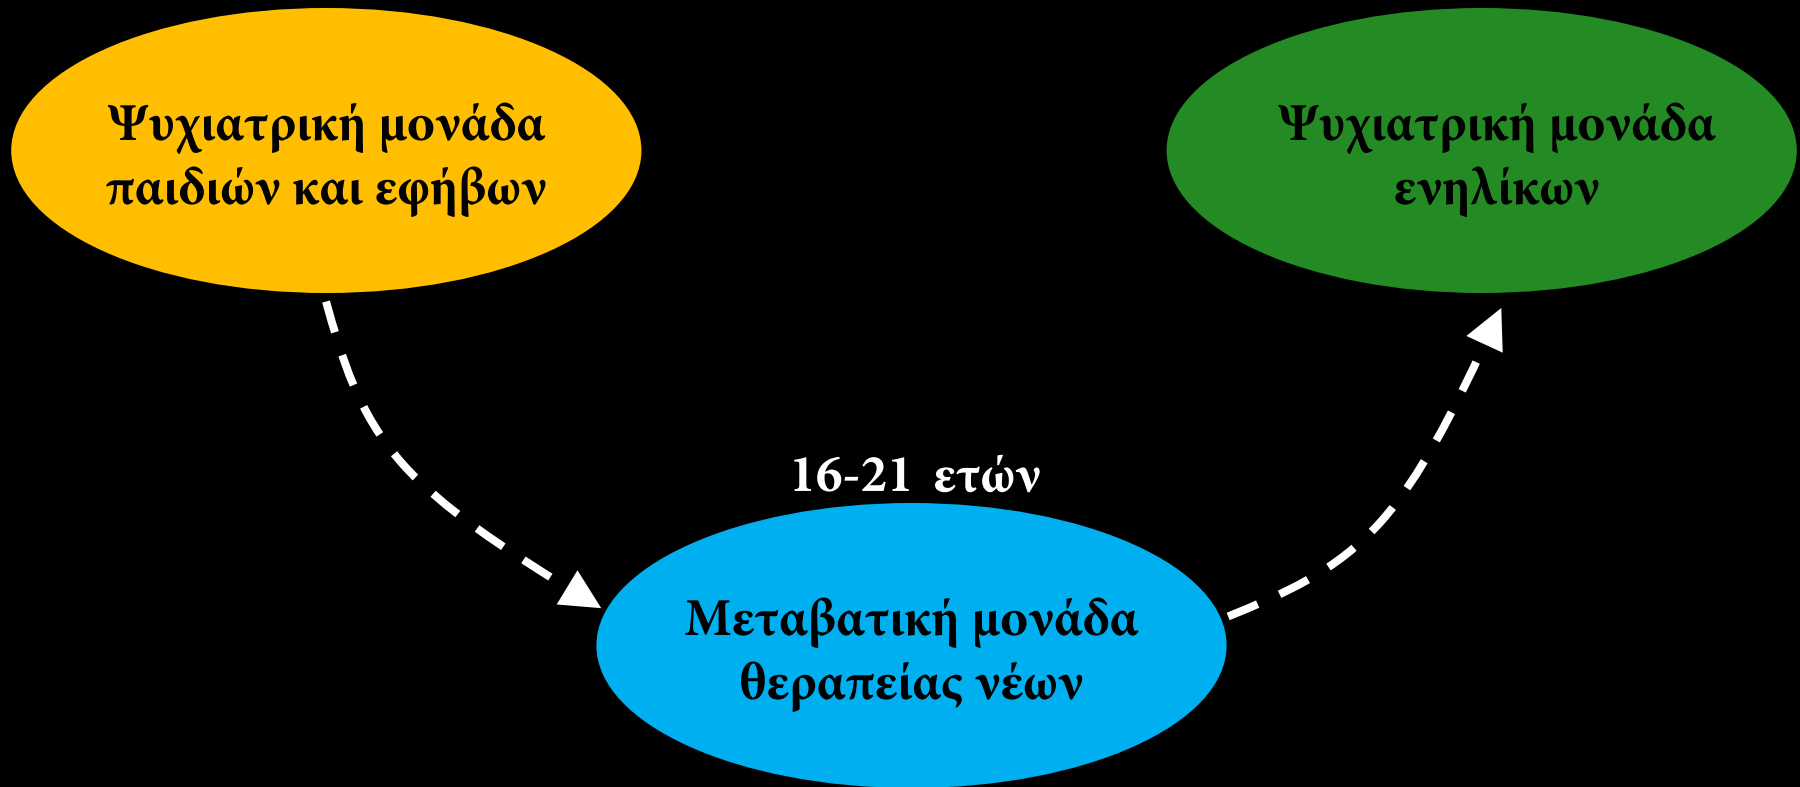 Ψυχιατρική μονάδα
παιδιών και εφήβων
Ψυχιατρική μονάδα
ενηλίκων
16-21 ετών
Μεταβατική μονάδα
θεραπείας νέων